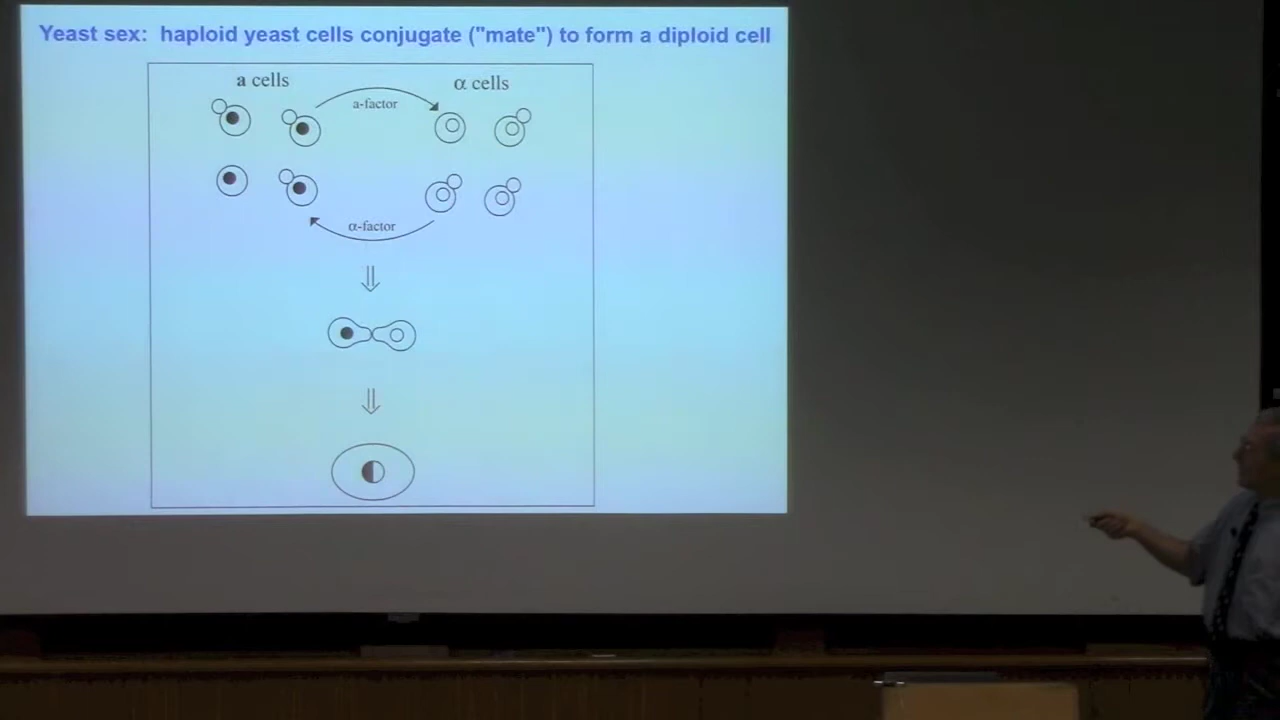 Yeast sex: haploid yeast cells conjugate ("mate") to form a diploid cell
a cells
α cells
a-factor
α-factor